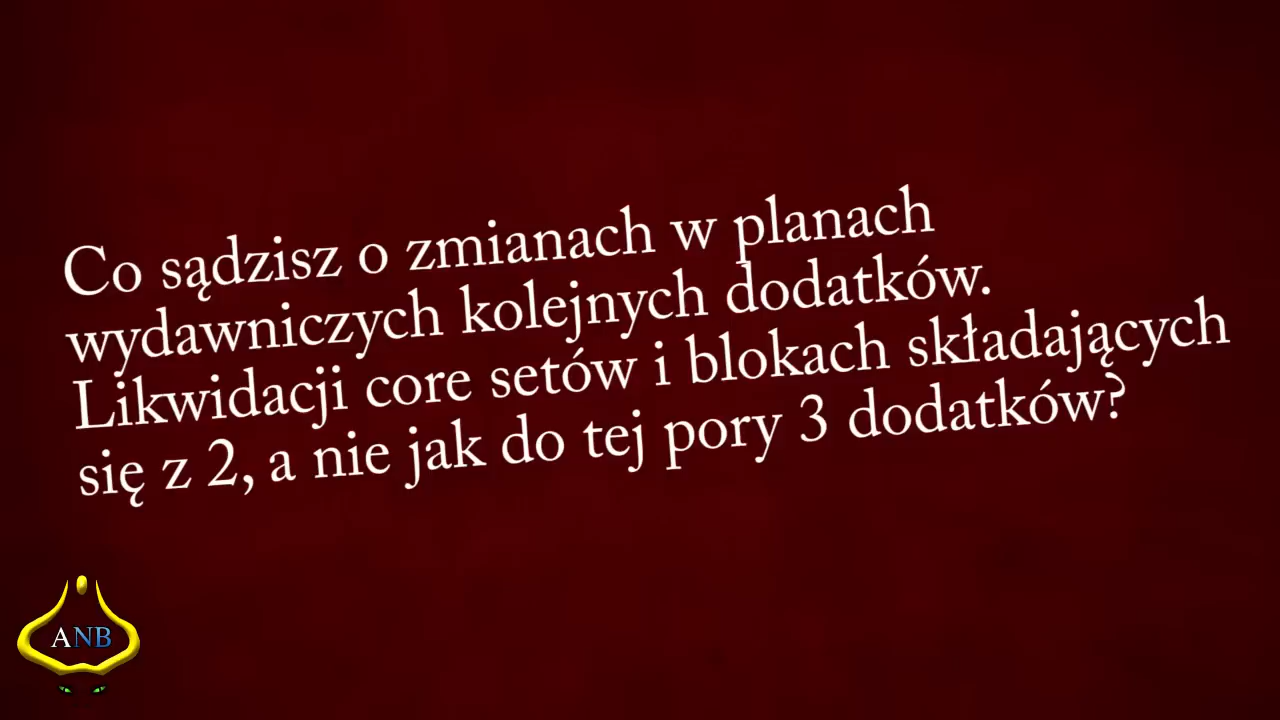 Co sądzisz o zmianach w planach
wydawniczych kolejnych dodatków.
Likwidacji core setów i blokach składających
się z 2, a nie jak do tej pory 3 dodatków?
ANB